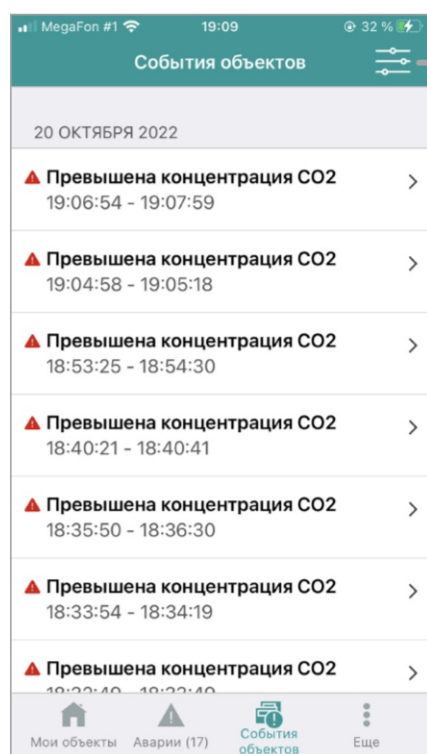 MegaFon #1 19:09 32 %
События объектов
20 ОКТЯБРЯ 2022
Превышена концентрация CO2
19:06:54 - 19:07:59
Превышена концентрация CO2
19:04:58 - 19:05:18
Превышена концентрация CO2
18:53:25 - 18:54:30
Превышена концентрация CO2
18:40:21 - 18:40:41
Превышена концентрация CO2
18:35:50 - 18:36:30
Превышена концентрация CO2
18:33:54 - 18:34:19
Превышена концентрация CO2
Мои объекты Аварии (17) События объектов Еще